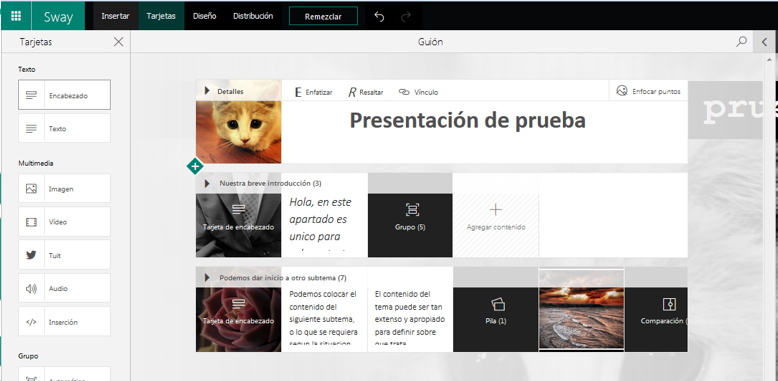 Sway Insertar Tarjetas Diseño Distribución Remezclar
Tarjetas
Guión
Texto
Encabezado
Texto
Multimedia
Imagen
Vídeo
Tuit
Audio
Inserción
Grupo
Detalles
E Enfatizar R Resaltar Vínculo Enfocar puntos
Presentación de prueba
Nuestra breve introducción (3)
Tarjeta de encabezado
Hola, en este
apartado es
unico para
Grupo (5)
Agregar contenido
Podemos dar inicio a otro subtema (7)
Tarjeta de encabezado
Podemos colocar el
contenido del
siguiente subtema,
o lo que se requiera
segun la situacion
El contenido del
tema puede ser tan
extenso y apropiado
para definir sobre
que trata
Pila (1)
Comparación (